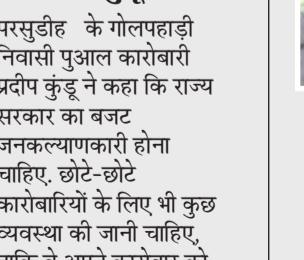 परसुडीह के गोलपहाड़ी
निवासी पुआल कारोबारी
प्रदीप कुंडू ने कहा कि राज्य
सरकार का बजट
जनकल्याणकारी होना
चाहिए. छोटे-छोटे
कारोबारियों के लिए भी कुछ
व्यवस्था की जानी चाहिए,